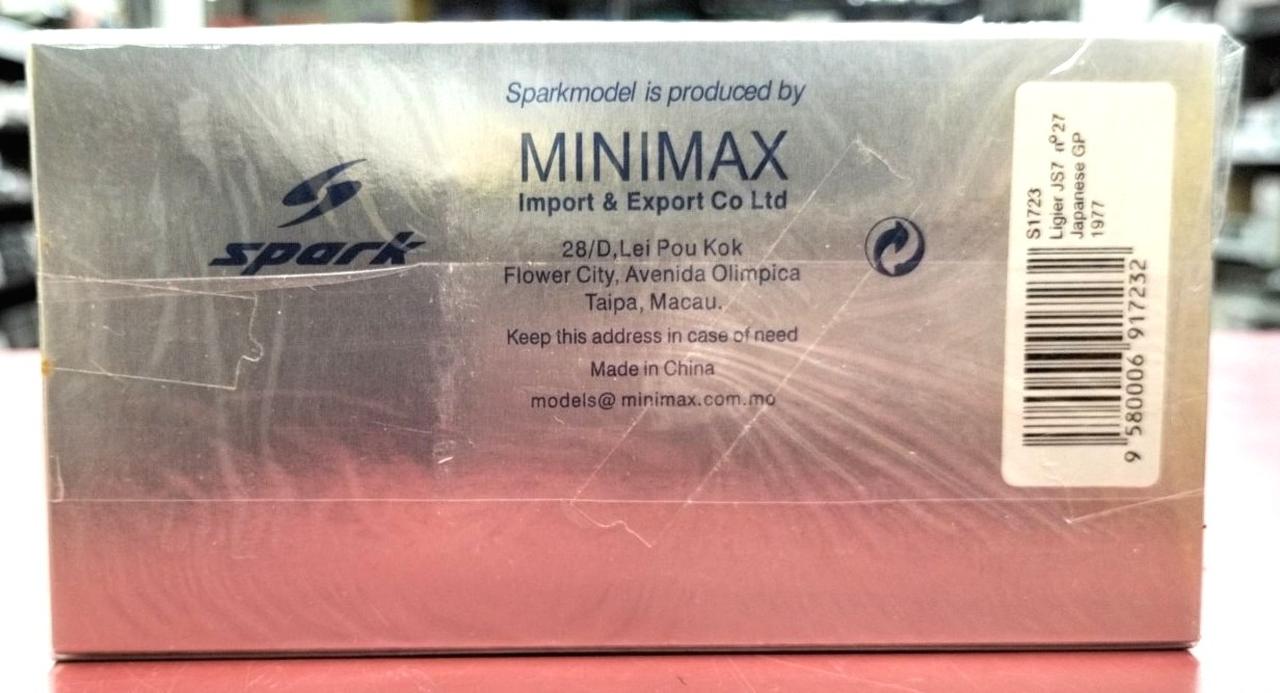 Sparkmodel is produced by
MINIMAX
Import & Export Co Ltd
spark
28/D,Lei Pou Kok
Flower City, Avenida Olimpica
Taipa, Macau.
Keep this address in case of need
Made in China
models@ minimax.com.mo
S1723
Ligier JS7 nº27
Japanese GP
1977
9 580006 917232